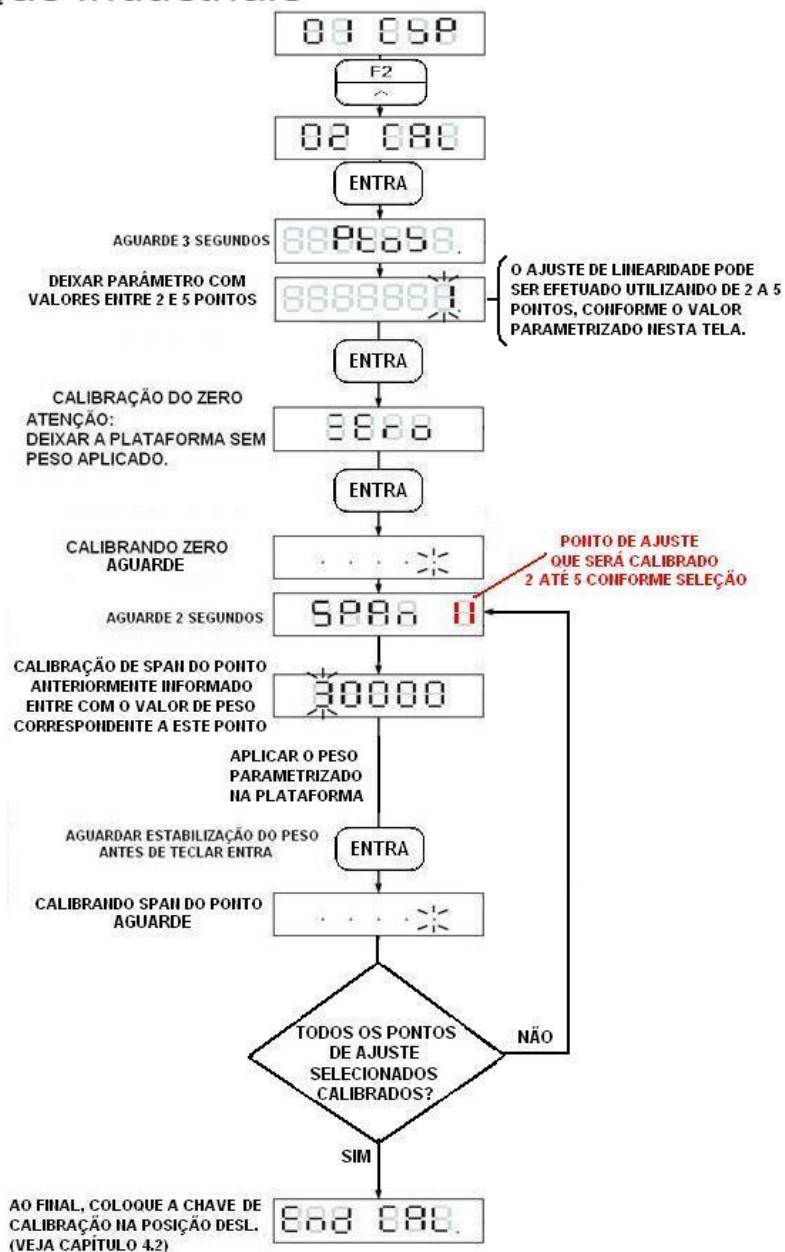 01 CSP
F2
02 CAL
ENTRA
AGUARDE 3 SEGUNDOS
PtoS.
DEIXAR PARÂMETRO COM
VALORES ENTRE 2 E 5 PONTOS
1.
O AJUSTE DE LINEARIDADE PODE
SER EFETUADO UTILIZANDO DE 2 A 5
PONTOS, CONFORME O VALOR
PARAMETRIZADO NESTA TELA.
ENTRA
CALIBRAÇÃO DO ZERO
ATENÇÃO:
DEIXAR A PLATAFORMA SEM
PESO APLICADO.
ZEro
ENTRA
CALIBRANDO ZERO
AGUARDE
. . . .
PONTO DE AJUSTE
QUE SERÁ CALIBRADO
2 ATÉ 5 CONFORME SELEÇÃO
AGUARDE 2 SEGUNDOS
SPAn
CALIBRAÇÃO DE SPAN DO PONTO
ANTERIORMENTE INFORMADO
ENTRE COM O VALOR DE PESO
CORRESPONDENTE A ESTE PONTO
30000
APLICAR O PESO
PARAMETRIZADO
NA PLATAFORMA
AGUARDAR ESTABILIZAÇÃO DO PESO
ANTES DE TECLAR ENTRA
ENTRA
CALIBRANDO SPAN DO PONTO
AGUARDE
. . . .
TODOS OS PONTOS
DE AJUSTE
SELECIONADOS
CALIBRADOS?
NÃO
SIM
AO FINAL, COLOQUE A CHAVE DE
CALIBRAÇÃO NA POSIÇÃO DESL.
(VEJA CAPÍTULO 4.2)
End CAL.